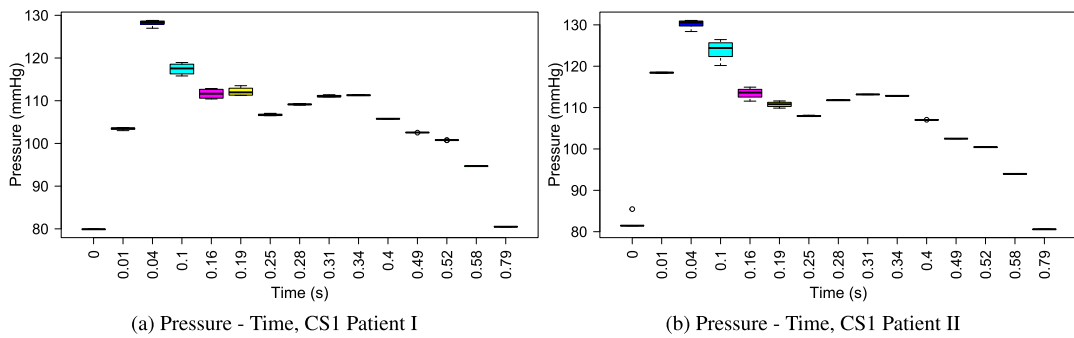 130
120
110
100
90
80
Pressure (mmHg)
0 0.01 0.04 0.1 0.16 0.19 0.25 0.28 0.31 0.34 0.4 0.49 0.52 0.58 0.79
Time (s)
(a) Pressure - Time, CS1 Patient I
130
120
110
100
90
80
Pressure (mmHg)
0 0.01 0.04 0.1 0.16 0.19 0.25 0.28 0.31 0.34 0.4 0.49 0.52 0.58 0.79
Time (s)
(b) Pressure - Time, CS1 Patient II